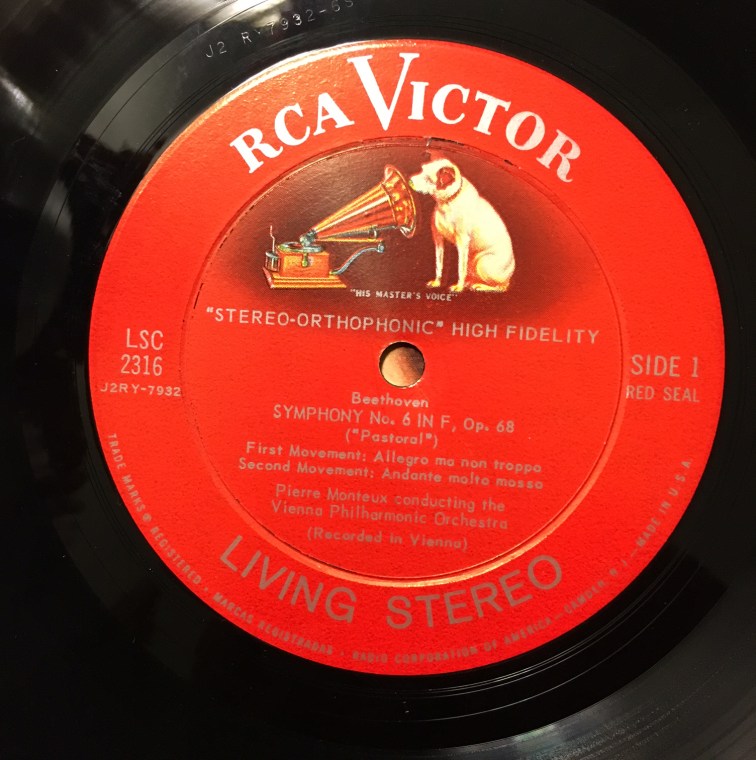 J2 RY-7932-6S
RCA VICTOR
"HIS MASTER'S VOICE"
"STEREO-ORTHOPHONIC" HIGH FIDELITY
LSC
2316
J2RY-7932
SIDE 1
RED SEAL
Beethoven
SYMPHONY No. 6 IN F, Op. 68
("Pastoral")
First Movement: Allegro ma non troppo
Second Movement: Andante molto mosso
Pierre Monteux conducting the
Vienna Philharmonic Orchestra
(Recorded in Vienna)
LIVING STEREO
TRADE MARKS ® REGISTERED • MARCAS REGISTRADAS • RADIO CORPORATION OF AMERICA – CAMDEN, N. J. – MADE IN U.S.A.